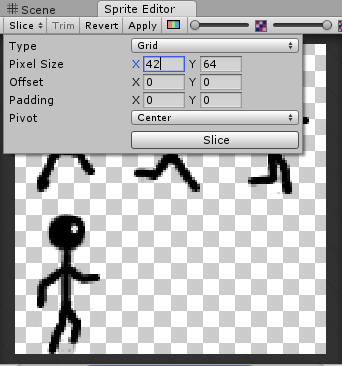 Scene Sprite Editor
Slice Trim Revert Apply
Type Grid
Pixel Size X 42 Y 64
Offset X 0 Y 0
Padding X 0 Y 0
Pivot Center
Slice